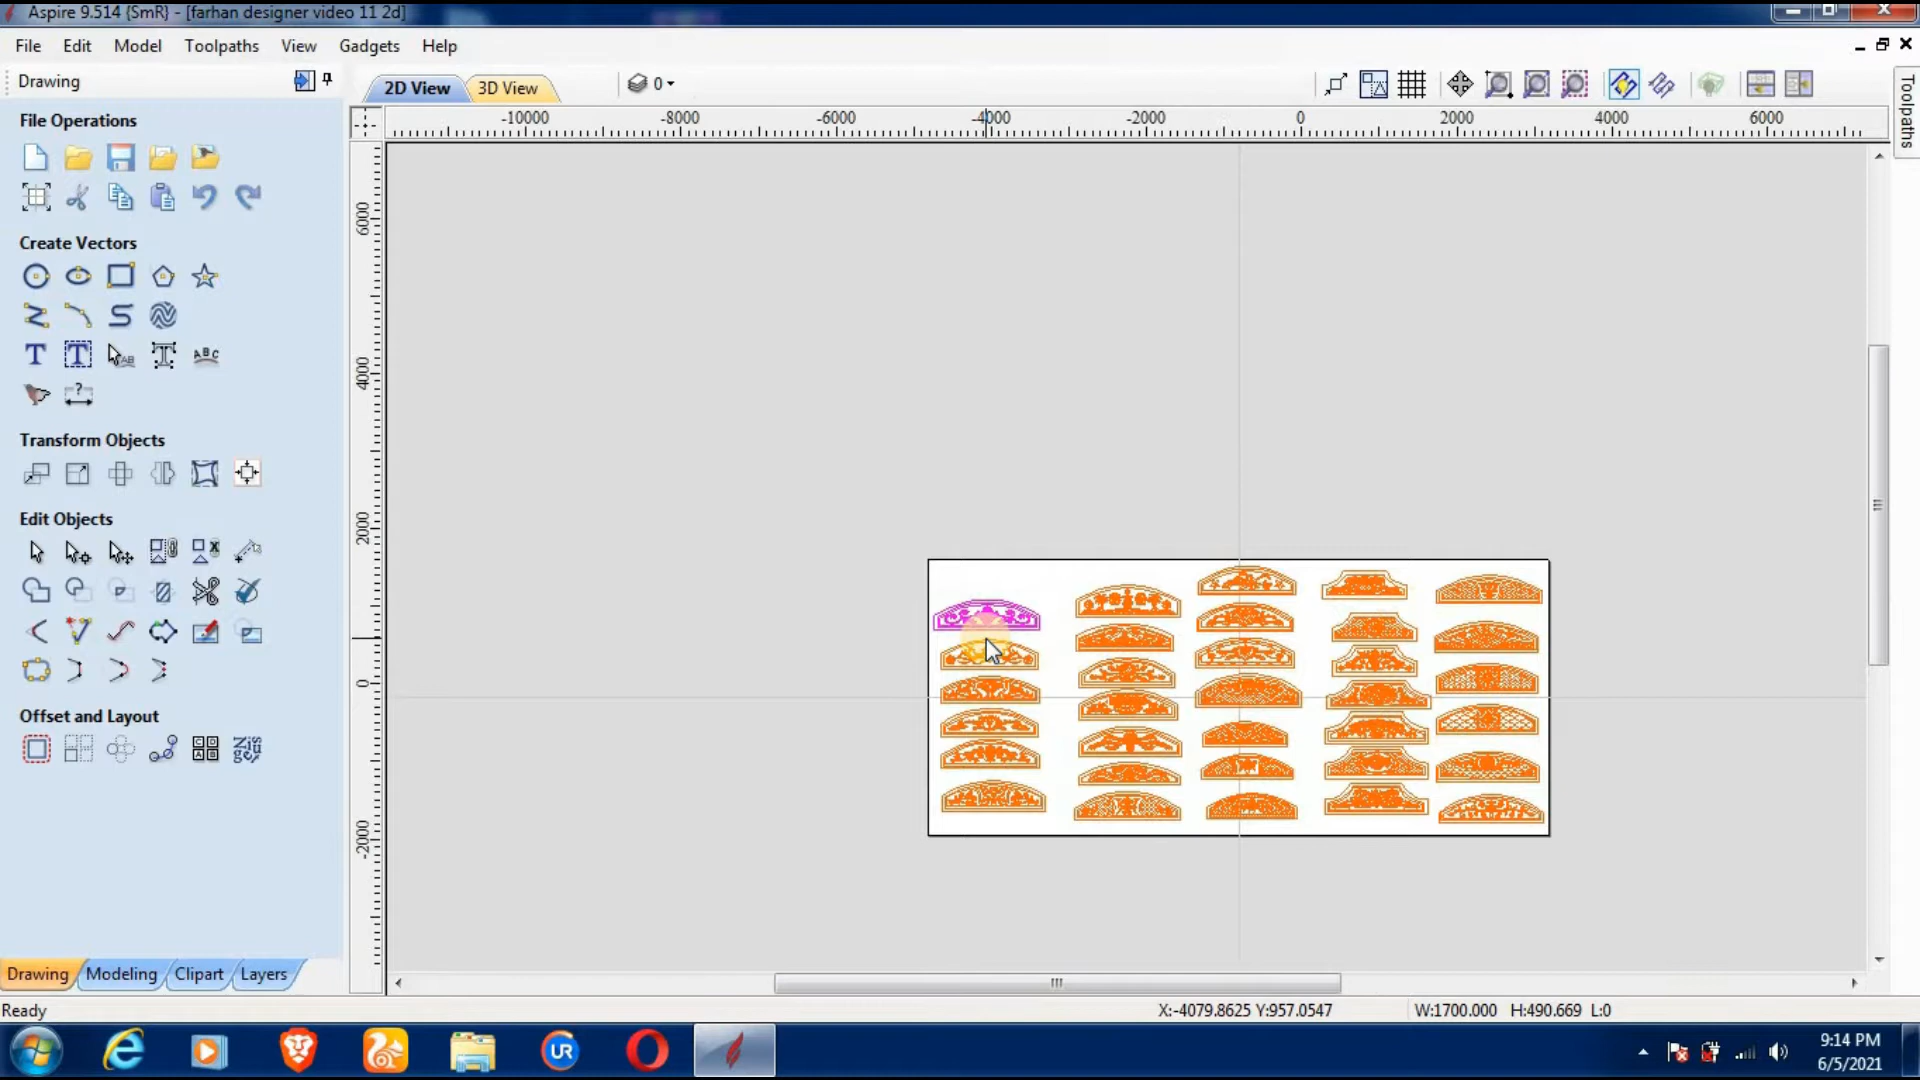 Aspire 9.514 {SmR} - [farhan designer video 11 2d]
File Edit Model Toolpaths View Gadgets Help
Drawing
2D View 3D View 0
Toolpaths
-10000 -8000 -6000 -4000 -2000 0 2000 4000 6000
6000
4000
2000
0
-2000
File Operations
Create Vectors
Transform Objects
Edit Objects
Offset and Layout
Drawing Modeling Clipart Layers
Ready
X:-4079.8625 Y:957.0547
W:1700.000 H:490.669 L:0
UR
9:14 PM
6/5/2021